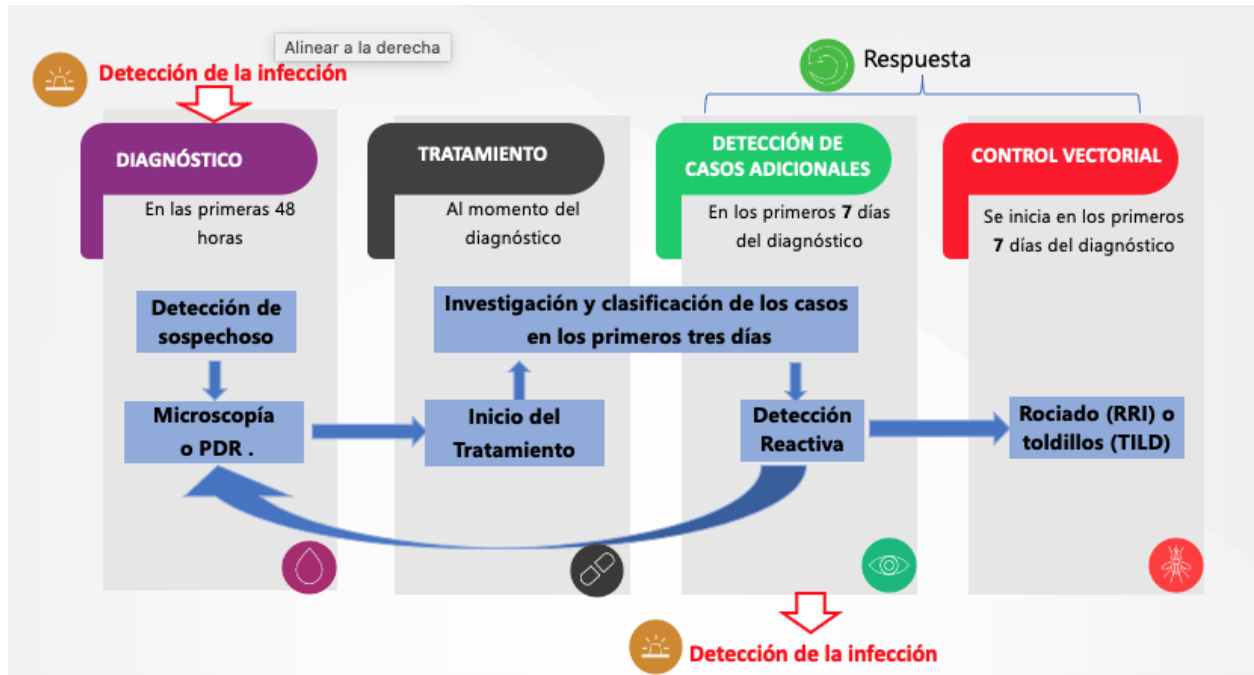 Alinear a la derecha
Detección de la infección
Respuesta
DIAGNÓSTICO
En las primeras 48
horas
TRATAMIENTO
Al momento del
diagnóstico
DETECCIÓN DE
CASOS ADICIONALES
En los primeros 7 días
del diagnóstico
CONTROL VECTORIAL
Se inicia en los primeros
7 días del diagnóstico
Detección de
sospechoso
Investigación y clasificación de los casos
en los primeros tres días
Microscopía
o PDR .
Inicio del
Tratamiento
Detección
Reactiva
Rociado (RRI) o
toldillos (TILD)
Detección de la infección